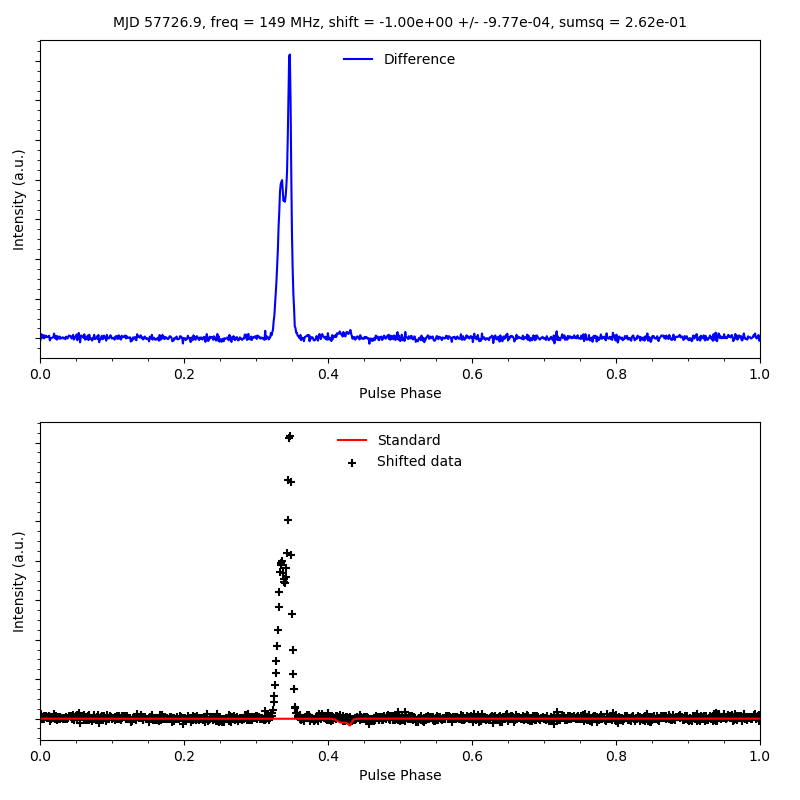 MJD 57726.9, freq = 149 MHz, shift = -1.00e+00 +/- -9.77e-04, sumsq = 2.62e-01
Difference
Intensity (a.u.)
0.0 0.2 0.4 0.6 0.8 1.0
Pulse Phase
Standard
Shifted data
Intensity (a.u.)
0.0 0.2 0.4 0.6 0.8 1.0
Pulse Phase